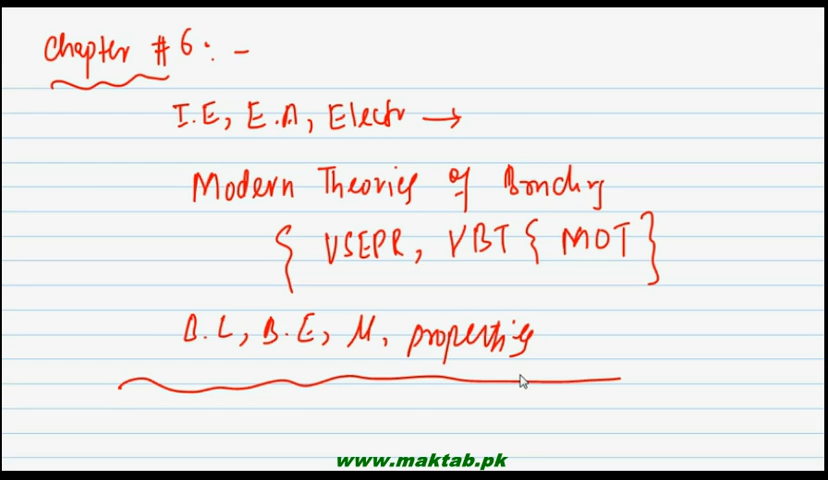 Chapter # 6 : -
I.E, E.A, Electr →
Modern Theories of Bonding
{ VSEPR, VBT { MOT }
B.L, B.E, M, properties
www.maktab.pk